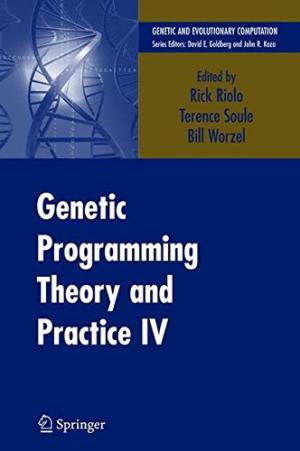 GENETIC AND EVOLUTIONARY COMPUTATION
Series Editors: David E. Goldberg and John R. Koza
Edited by
Rick Riolo
Terence Soule
Bill Worzel
Genetic
Programming
Theory and
Practice IV
Springer